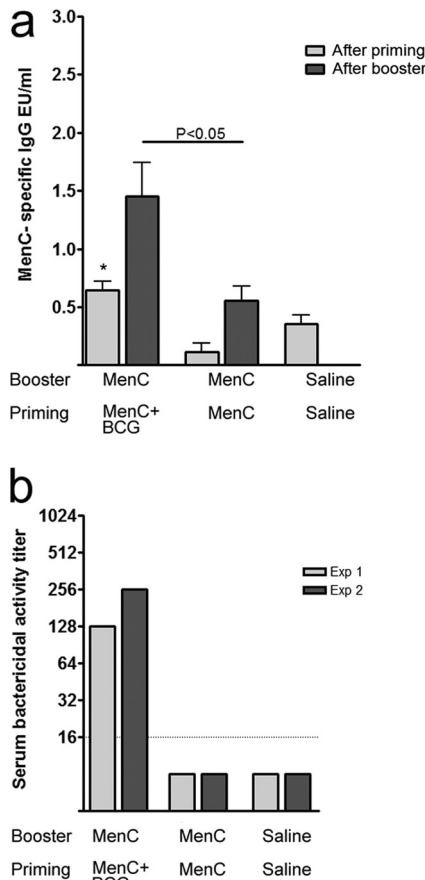 a
3.0
2.5
2.0
1.5
1.0
0.5
MenC- specific IgG EU/ml
After priming
After booster
P<0.05
*
Booster MenC MenC Saline
Priming MenC+ MenC Saline
BCG
b
1024
512
256
128
64
32
16
Serum bactericidal activity titer
Exp 1
Exp 2
Booster MenC MenC Saline
Priming MenC+ MenC Saline
BCG